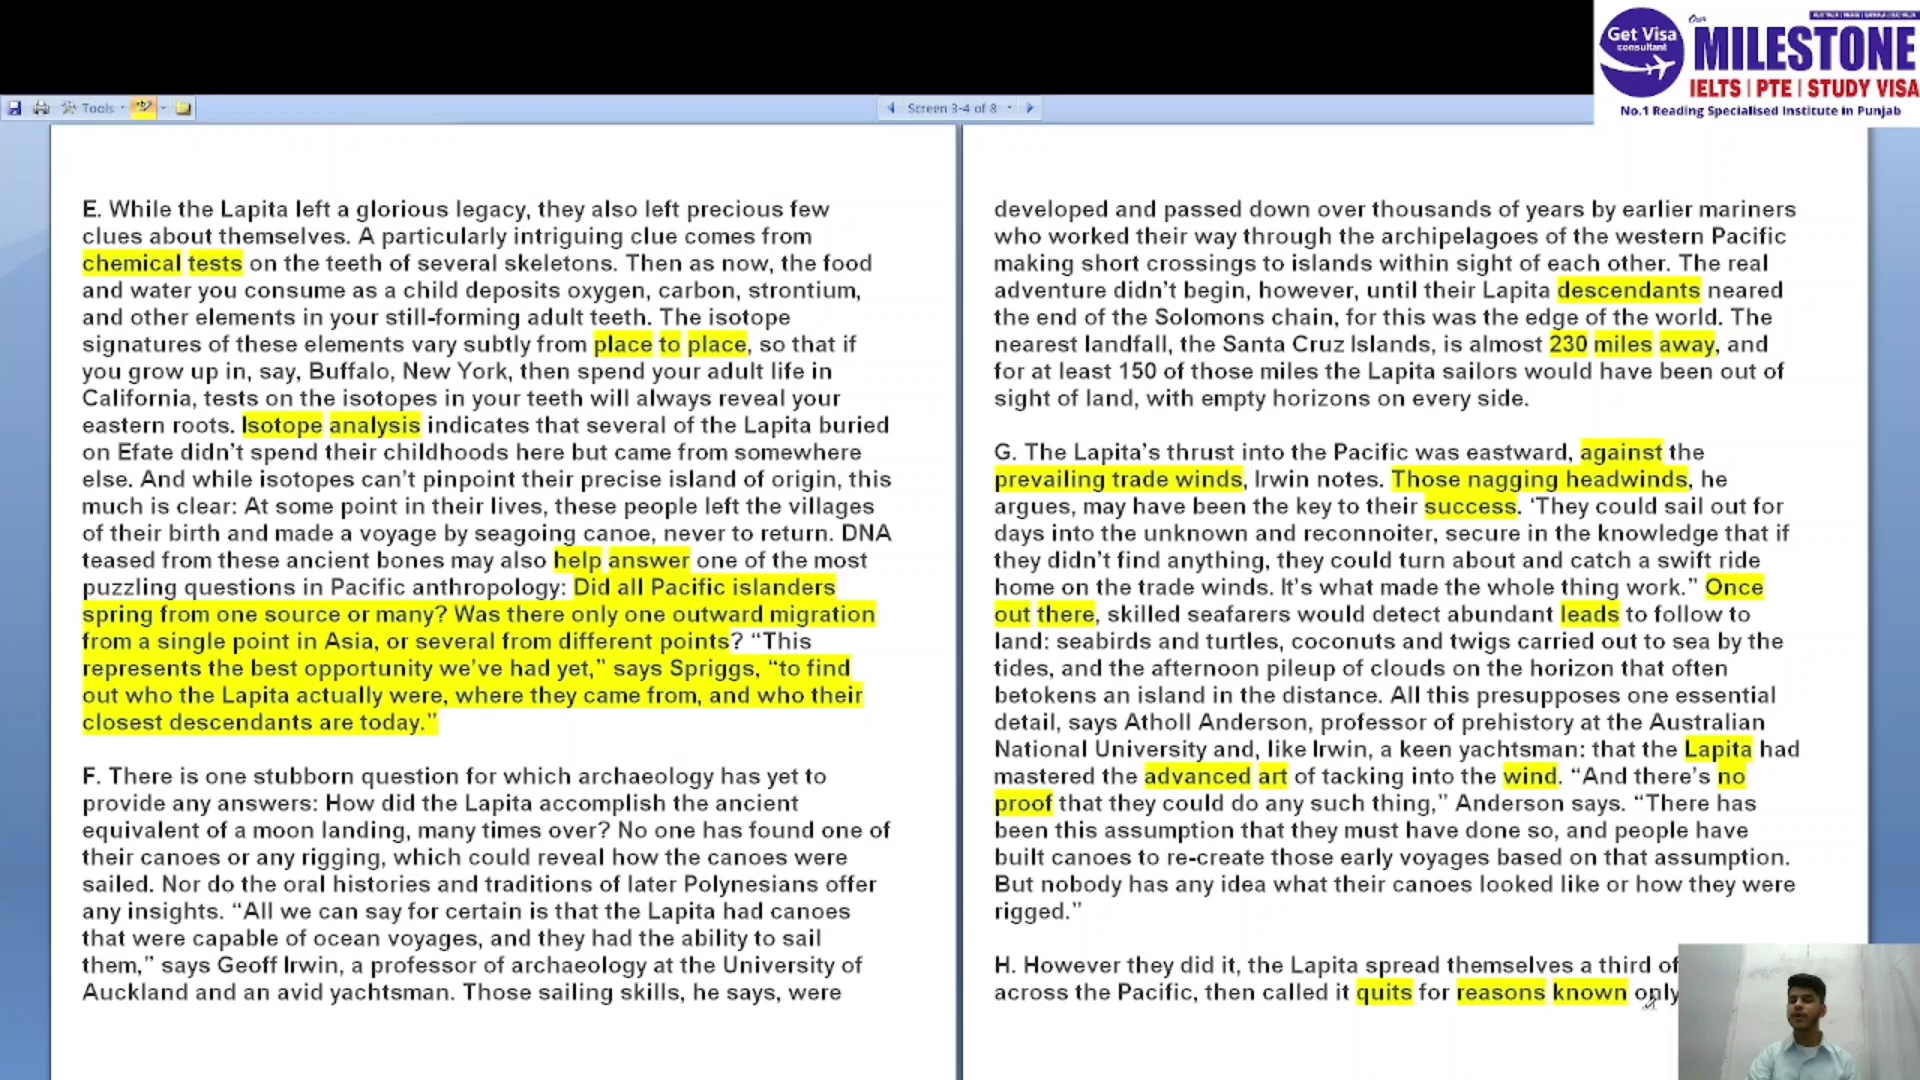 Our
Get Visa
consultant
MILESTONE
IELTS | PTE | STUDY VISA
No.1 Reading Specialised Institute in Punjab
Tools
Screen 3-4 of 8
E. While the Lapita left a glorious legacy, they also left precious few
clues about themselves. A particularly intriguing clue comes from
chemical tests on the teeth of several skeletons. Then as now, the food
and water you consume as a child deposits oxygen, carbon, strontium,
and other elements in your still-forming adult teeth. The isotope
signatures of these elements vary subtly from place to place, so that if
you grow up in, say, Buffalo, New York, then spend your adult life in
California, tests on the isotopes in your teeth will always reveal your
eastern roots. Isotope analysis indicates that several of the Lapita buried
on Efate didn’t spend their childhoods here but came from somewhere
else. And while isotopes can’t pinpoint their precise island of origin, this
much is clear: At some point in their lives, these people left the villages
of their birth and made a voyage by seagoing canoe, never to return. DNA
teased from these ancient bones may also help answer one of the most
puzzling questions in Pacific anthropology: Did all Pacific islanders
spring from one source or many? Was there only one outward migration
from a single point in Asia, or several from different points? “This
represents the best opportunity we’ve had yet,” says Spriggs, “to find
out who the Lapita actually were, where they came from, and who their
closest descendants are today.”
F. There is one stubborn question for which archaeology has yet to
provide any answers: How did the Lapita accomplish the ancient
equivalent of a moon landing, many times over? No one has found one of
their canoes or any rigging, which could reveal how the canoes were
sailed. Nor do the oral histories and traditions of later Polynesians offer
any insights. “All we can say for certain is that the Lapita had canoes
that were capable of ocean voyages, and they had the ability to sail
them,” says Geoff Irwin, a professor of archaeology at the University of
Auckland and an avid yachtsman. Those sailing skills, he says, were
developed and passed down over thousands of years by earlier mariners
who worked their way through the archipelagoes of the western Pacific
making short crossings to islands within sight of each other. The real
adventure didn’t begin, however, until their Lapita descendants neared
the end of the Solomons chain, for this was the edge of the world. The
nearest landfall, the Santa Cruz Islands, is almost 230 miles away, and
for at least 150 of those miles the Lapita sailors would have been out of
sight of land, with empty horizons on every side.
G. The Lapita’s thrust into the Pacific was eastward, against the
prevailing trade winds, Irwin notes. Those nagging headwinds, he
argues, may have been the key to their success. ‘They could sail out for
days into the unknown and reconnoiter, secure in the knowledge that if
they didn’t find anything, they could turn about and catch a swift ride
home on the trade winds. It’s what made the whole thing work.” Once
out there, skilled seafarers would detect abundant leads to follow to
land: seabirds and turtles, coconuts and twigs carried out to sea by the
tides, and the afternoon pileup of clouds on the horizon that often
betokens an island in the distance. All this presupposes one essential
detail, says Atholl Anderson, professor of prehistory at the Australian
National University and, like Irwin, a keen yachtsman: that the Lapita had
mastered the advanced art of tacking into the wind. “And there’s no
proof that they could do any such thing,” Anderson says. “There has
been this assumption that they must have done so, and people have
built canoes to re-create those early voyages based on that assumption.
But nobody has any idea what their canoes looked like or how they were
rigged.”
H. However they did it, the Lapita spread themselves a third of
across the Pacific, then called it quits for reasons known only